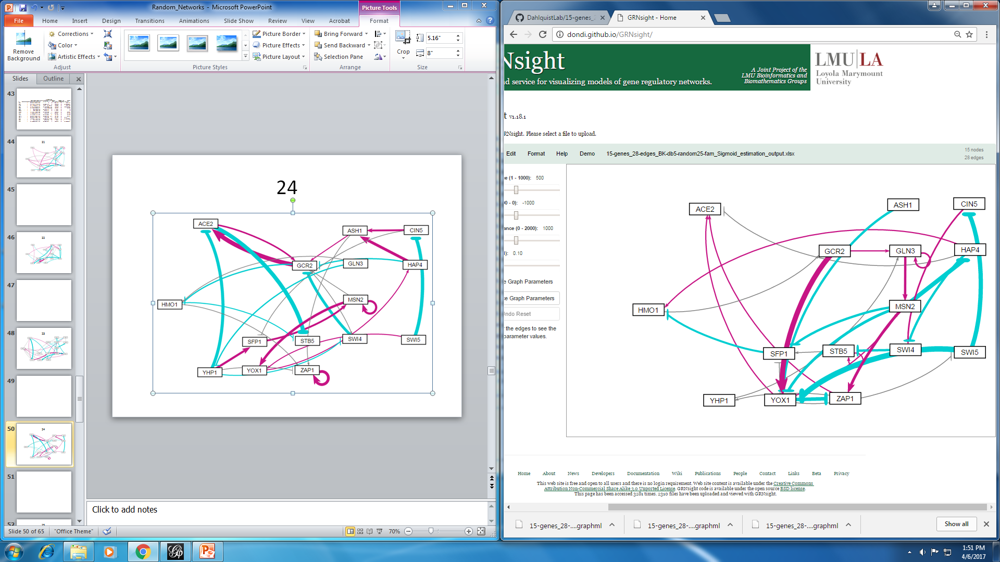 Random_Networks - Microsoft PowerPoint
Picture Tools
File
Home
Insert
Design
Transitions
Animations
Slide Show
Review
View
Acrobat
Format
Remove Background
Corrections
Color
Artistic Effects
Adjust
Picture Styles
Picture Border
Picture Effects
Picture Layout
Bring Forward
Send Backward
Selection Pane
Arrange
Crop
5.16"
8"
Size
Slides
Outline
43
44
21
45
46
22
47
48
23
49
50
24
51
52
24
ACE2
ASH1
CIN5
GCR2
GLN3
HAP4
HMO1
MSN2
SFP1
STB5
SWI4
SWI5
YHP1
YOX1
ZAP1
Click to add notes
Slide 50 of 65
"Office Theme"
70%
DahlquistLab/15-genes_
GRNsight - Home
dondi.github.io/GRNsight/
Nsight
d service for visualizing models of gene regulatory networks.
A Joint Project of the
LMU Bioinformatics and
Biomathematics Groups
LMU|LA
Loyola Marymount
University
t v1.18.1
RNsight. Please select a file to upload.
Edit
Format
Help
Demo
15-genes_28-edges_BK-db5-random25-fam_Sigmoid_estimation_output.xlsx
15 nodes
28 edges
ce (1 - 1000): 500
00 - 0): -1000
ance (0 - 2000): 1000
l): 0.10
e Graph Parameters
ce Graph Parameters
Undo Reset
r the edges to see the
parameter values.
ACE2
ASH1
CIN5
GCR2
GLN3
HAP4
HMO1
MSN2
SFP1
STB5
SWI4
SWI5
YHP1
YOX1
ZAP1
Home
About
News
Developers
Documentation
Wiki
Publications
People
Contact
Links
Beta
Privacy
This web site is free and open to all users and there is no login requirement. Web site content is available under the Creative Commons
Attribution Non-Commercial Share Alike 3.0 Unported License. GRNsight code is available under the open source BSD license.
This page has been accessed 3281 times. 2310 files have been uploaded and viewed with GRNsight.
15-genes_28-....graphml
15-genes_28-....graphml
15-genes_28-....graphml
Show all
1:51 PM
4/6/2017